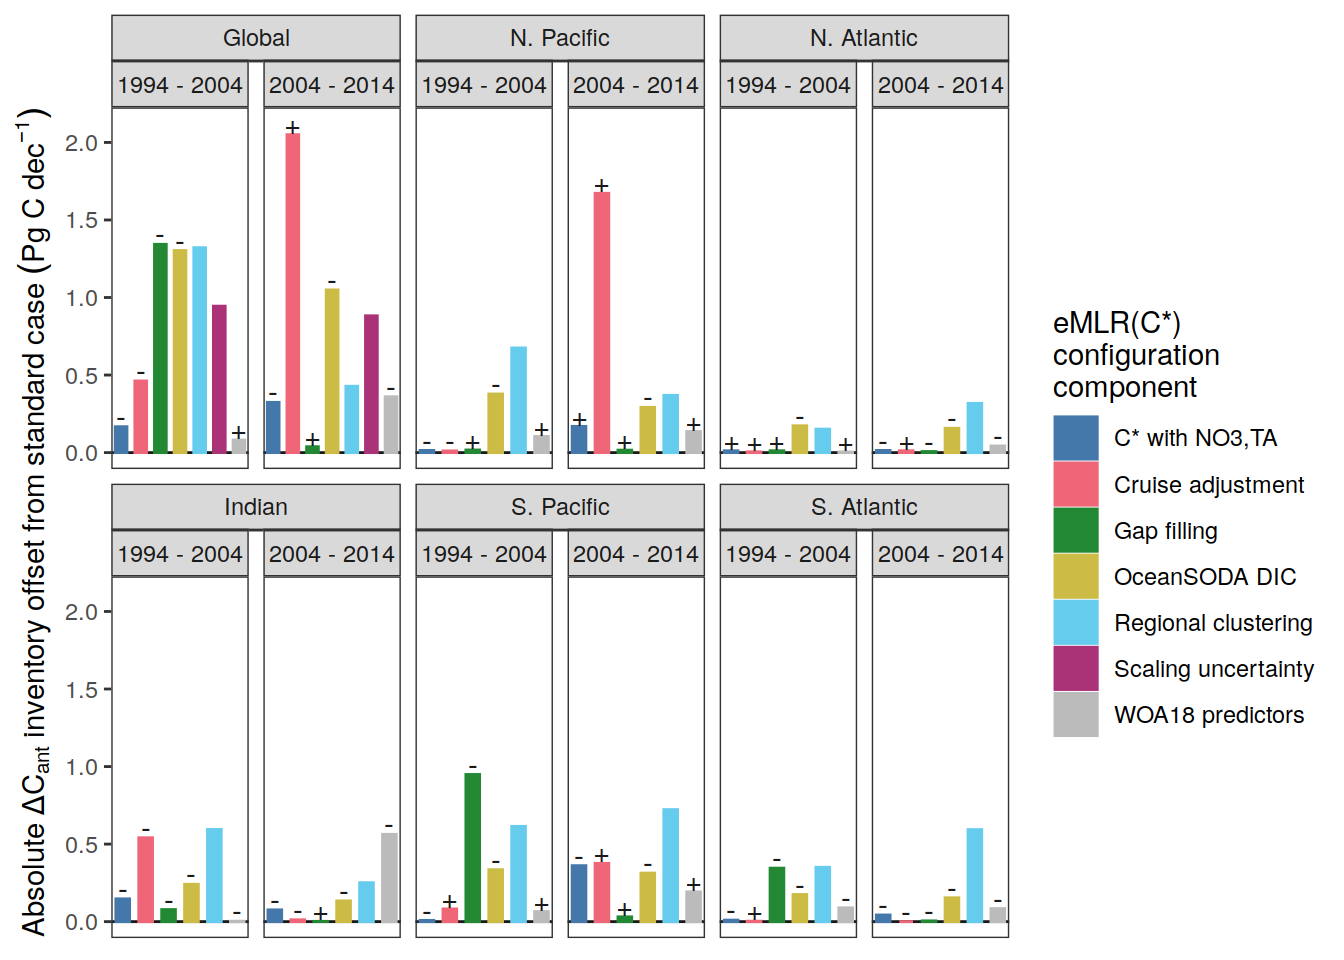 Global
N. Pacific
N. Atlantic
1994 - 2004
2004 - 2014
1994 - 2004
2004 - 2014
1994 - 2004
2004 - 2014
2.0
1.5
1.0
0.5
0.0
- - - - +
- + + - -
- - + - +
+ + - +
+ + + - +
- + - - -
Indian
S. Pacific
S. Atlantic
1994 - 2004
2004 - 2014
1994 - 2004
2004 - 2014
1994 - 2004
2004 - 2014
2.0
1.5
1.0
0.5
0.0
- - - - -
- - + - -
- + - - +
- + + - +
- + - - -
- - - - -
Absolute ΔCant inventory offset from standard case (Pg C dec⁻¹)
eMLR(C*)
configuration
component
C* with NO3,TA
Cruise adjustment
Gap filling
OceanSODA DIC
Regional clustering
Scaling uncertainty
WOA18 predictors